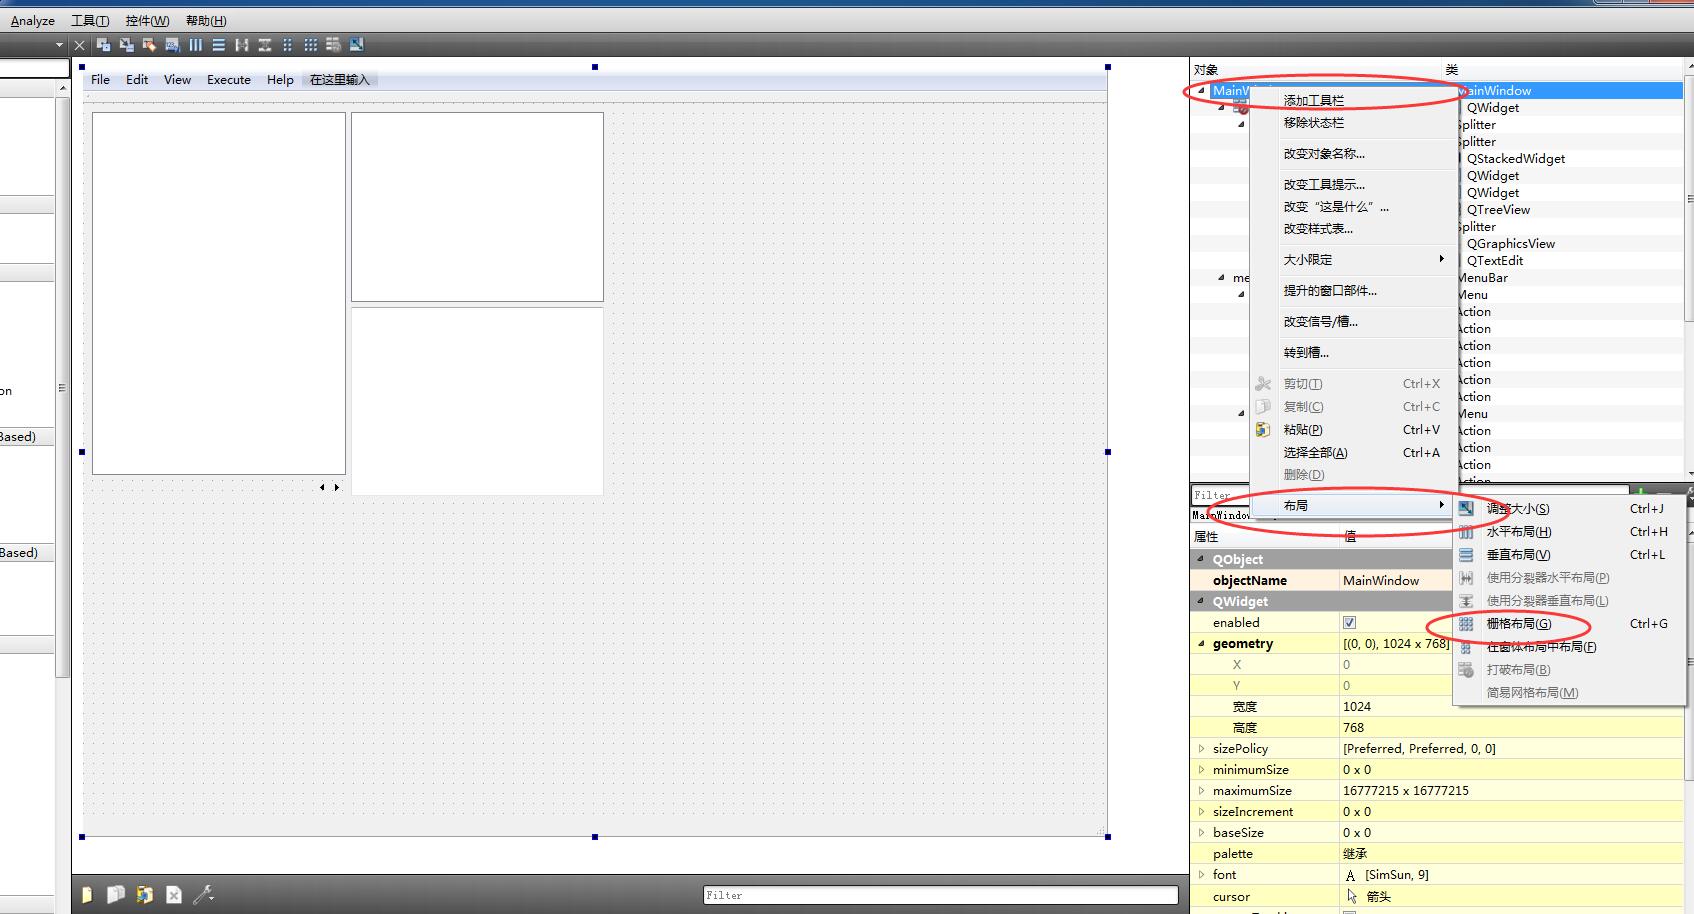 Analyze 工具(T) 控件(W) 帮助(H)
File Edit View Execute Help 在这里输入
on
Based)
Based)
Filter
对象 类
MainW ainWindow
QWidget
Splitter
Splitter
QStackedWidget
QWidget
QWidget
QTreeView
Splitter
QGraphicsView
QTextEdit
me MenuBar
Menu
Action
Action
Action
Action
Action
Action
Menu
Action
Action
Action
Action
添加工具栏
移除状态栏
改变对象名称...
改变工具提示...
改变“这是什么”...
改变样式表...
大小限定
提升的窗口部件...
改变信号/槽...
转到槽...
剪切(T) Ctrl+X
复制(C) Ctrl+C
粘贴(P) Ctrl+V
选择全部(A) Ctrl+A
删除(D)
布局
调整大小(S) Ctrl+J
水平布局(H) Ctrl+H
垂直布局(V) Ctrl+L
使用分裂器水平布局(P)
使用分裂器垂直布局(L)
栅格布局(G) Ctrl+G
在窗体布局中布局(F)
打破布局(B)
简易网格布局(M)
Filter
MainWindow
属性 值
QObject
objectName MainWindow
QWidget
enabled
geometry [(0, 0), 1024 x 768]
X 0
Y 0
宽度 1024
高度 768
sizePolicy [Preferred, Preferred, 0, 0]
minimumSize 0 x 0
maximumSize 16777215 x 16777215
sizeIncrement 0 x 0
baseSize 0 x 0
palette 继承
font A [SimSun, 9]
cursor 箭头